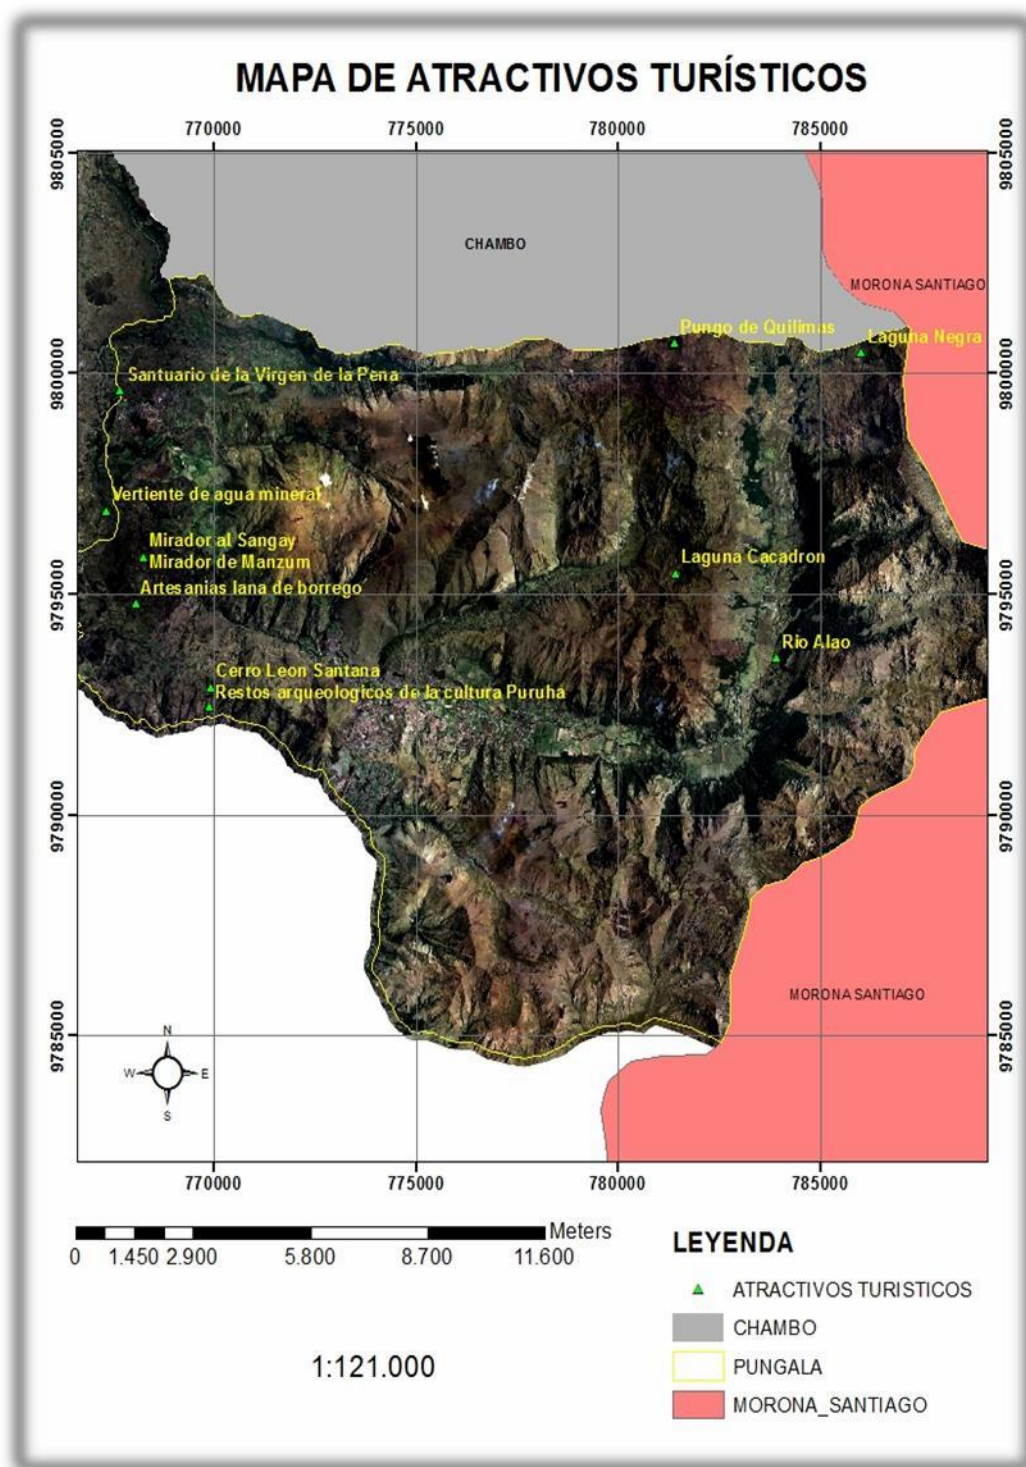 MAPA DE ATRACTIVOS TURÍSTICOS
770000 775000 780000 785000
9805000 9805000
CHAMBO
MORONA SANTIAGO
Pungo de Quilimas
Laguna Negra
9800000 9800000
Santuario de la Virgen de la Pena
Vertiente de agua mineral
Mirador al Sangay
Mirador de Manzum
Laguna Cacadron
Artesanias lana de borrego
9795000 9795000
Rio Alao
Cerro Leon Santana
Restos arqueologicos de la cultura Puruha
9790000 9790000
MORONA SANTIAGO
9785000 9785000
N
W E
S
770000 775000 780000 785000
Meters
0 1.450 2.900 5.800 8.700 11.600
1:121.000
LEYENDA
ATRACTIVOS TURISTICOS
CHAMBO
PUNGALA
MORONA_SANTIAGO